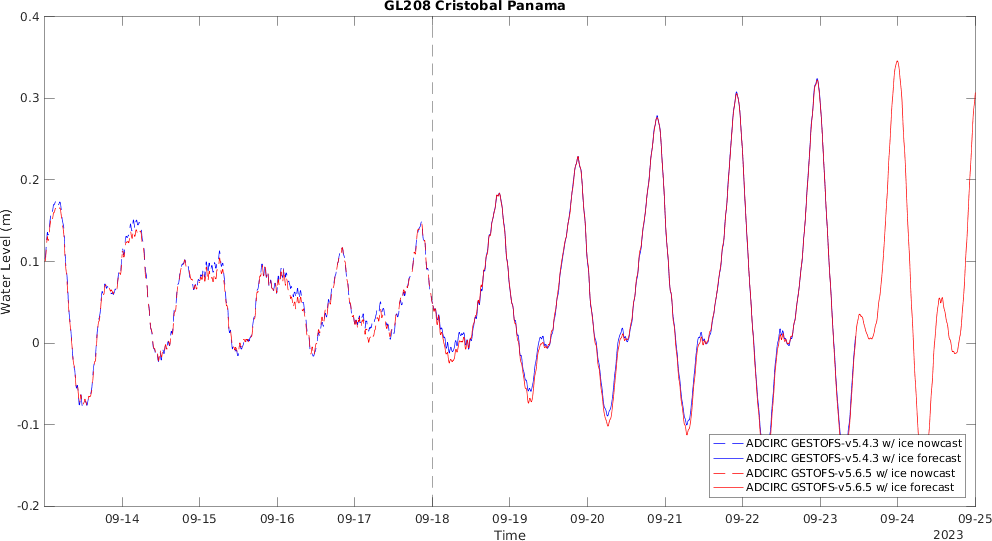 GL208 Cristobal Panama
0.4
0.3
0.2
0.1
0
-0.1
-0.2
Water Level (m)
ADCIRC GESTOFS-v5.4.3 w/ ice nowcast
ADCIRC GESTOFS-v5.4.3 w/ ice forecast
ADCIRC GSTOFS-v5.6.5 w/ ice nowcast
ADCIRC GSTOFS-v5.6.5 w/ ice forecast
09-14 09-15 09-16 09-17 09-18 09-19 09-20 09-21 09-22 09-23 09-24 09-25
Time
2023